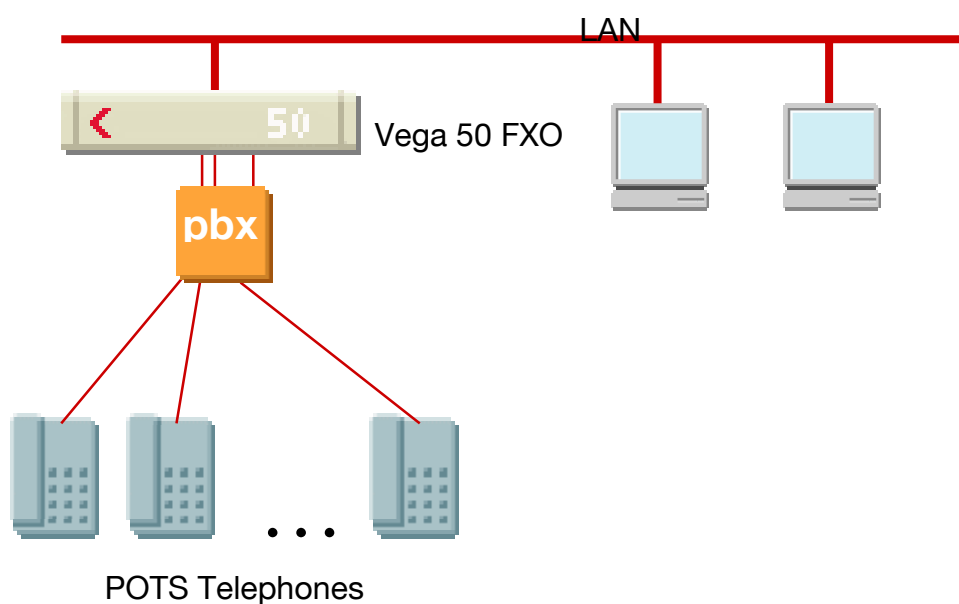 LAN
50
Vega 50 FXO
pbx
. . .
POTS Telephones